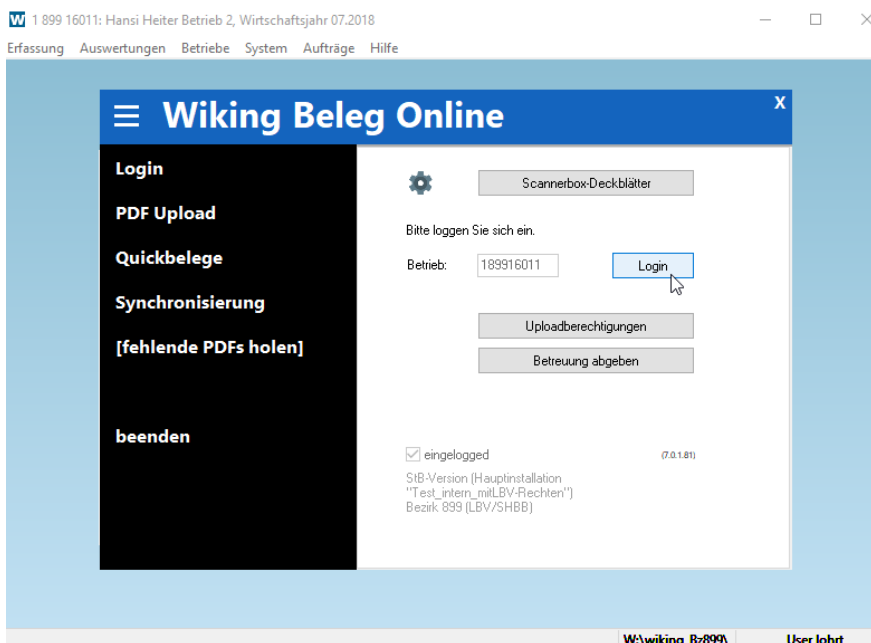 W 1 899 16011: Hansi Heiter Betrieb 2, Wirtschaftsjahr 07.2018
Erfassung Auswertungen Betriebe System Aufträge Hilfe
Wiking Beleg Online X
Login
PDF Upload
Quickbelege
Synchronisierung
[fehlende PDFs holen]
beenden
Scannerbox-Deckblätter
Bitte loggen Sie sich ein.
Betrieb: 189916011 Login
Uploadberechtigungen
Betreuung abgeben
eingelogged (7.0.1.81)
StB-Version (Hauptinstallation
"Test_intern_mitLBV-Rechten")
Bezirk 899 (LBV/SHBB)
W:\wiking_Bz899\ User lohrt